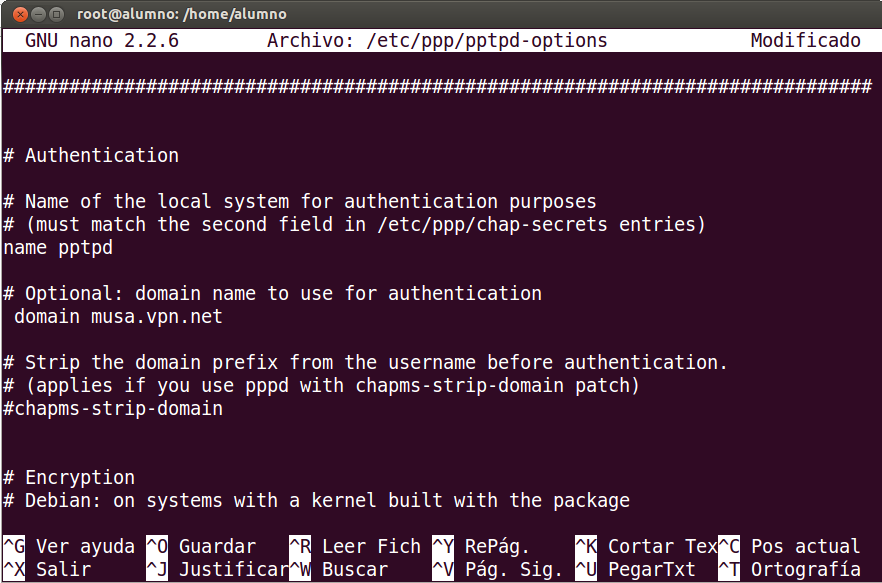 root@alumno: /home/alumno
GNU nano 2.2.6 Archivo: /etc/ppp/pptpd-options Modificado
###############################################################################
# Authentication
# Name of the local system for authentication purposes
# (must match the second field in /etc/ppp/chap-secrets entries)
name pptpd
# Optional: domain name to use for authentication
 domain musa.vpn.net
# Strip the domain prefix from the username before authentication.
# (applies if you use pppd with chapms-strip-domain patch)
#chapms-strip-domain
# Encryption
# Debian: on systems with a kernel built with the package
^G Ver ayuda ^O Guardar ^R Leer Fich ^Y RePág. ^K Cortar Tex^C Pos actual
^X Salir ^J Justificar^W Buscar ^V Pág. Sig. ^U PegarTxt ^T Ortografía